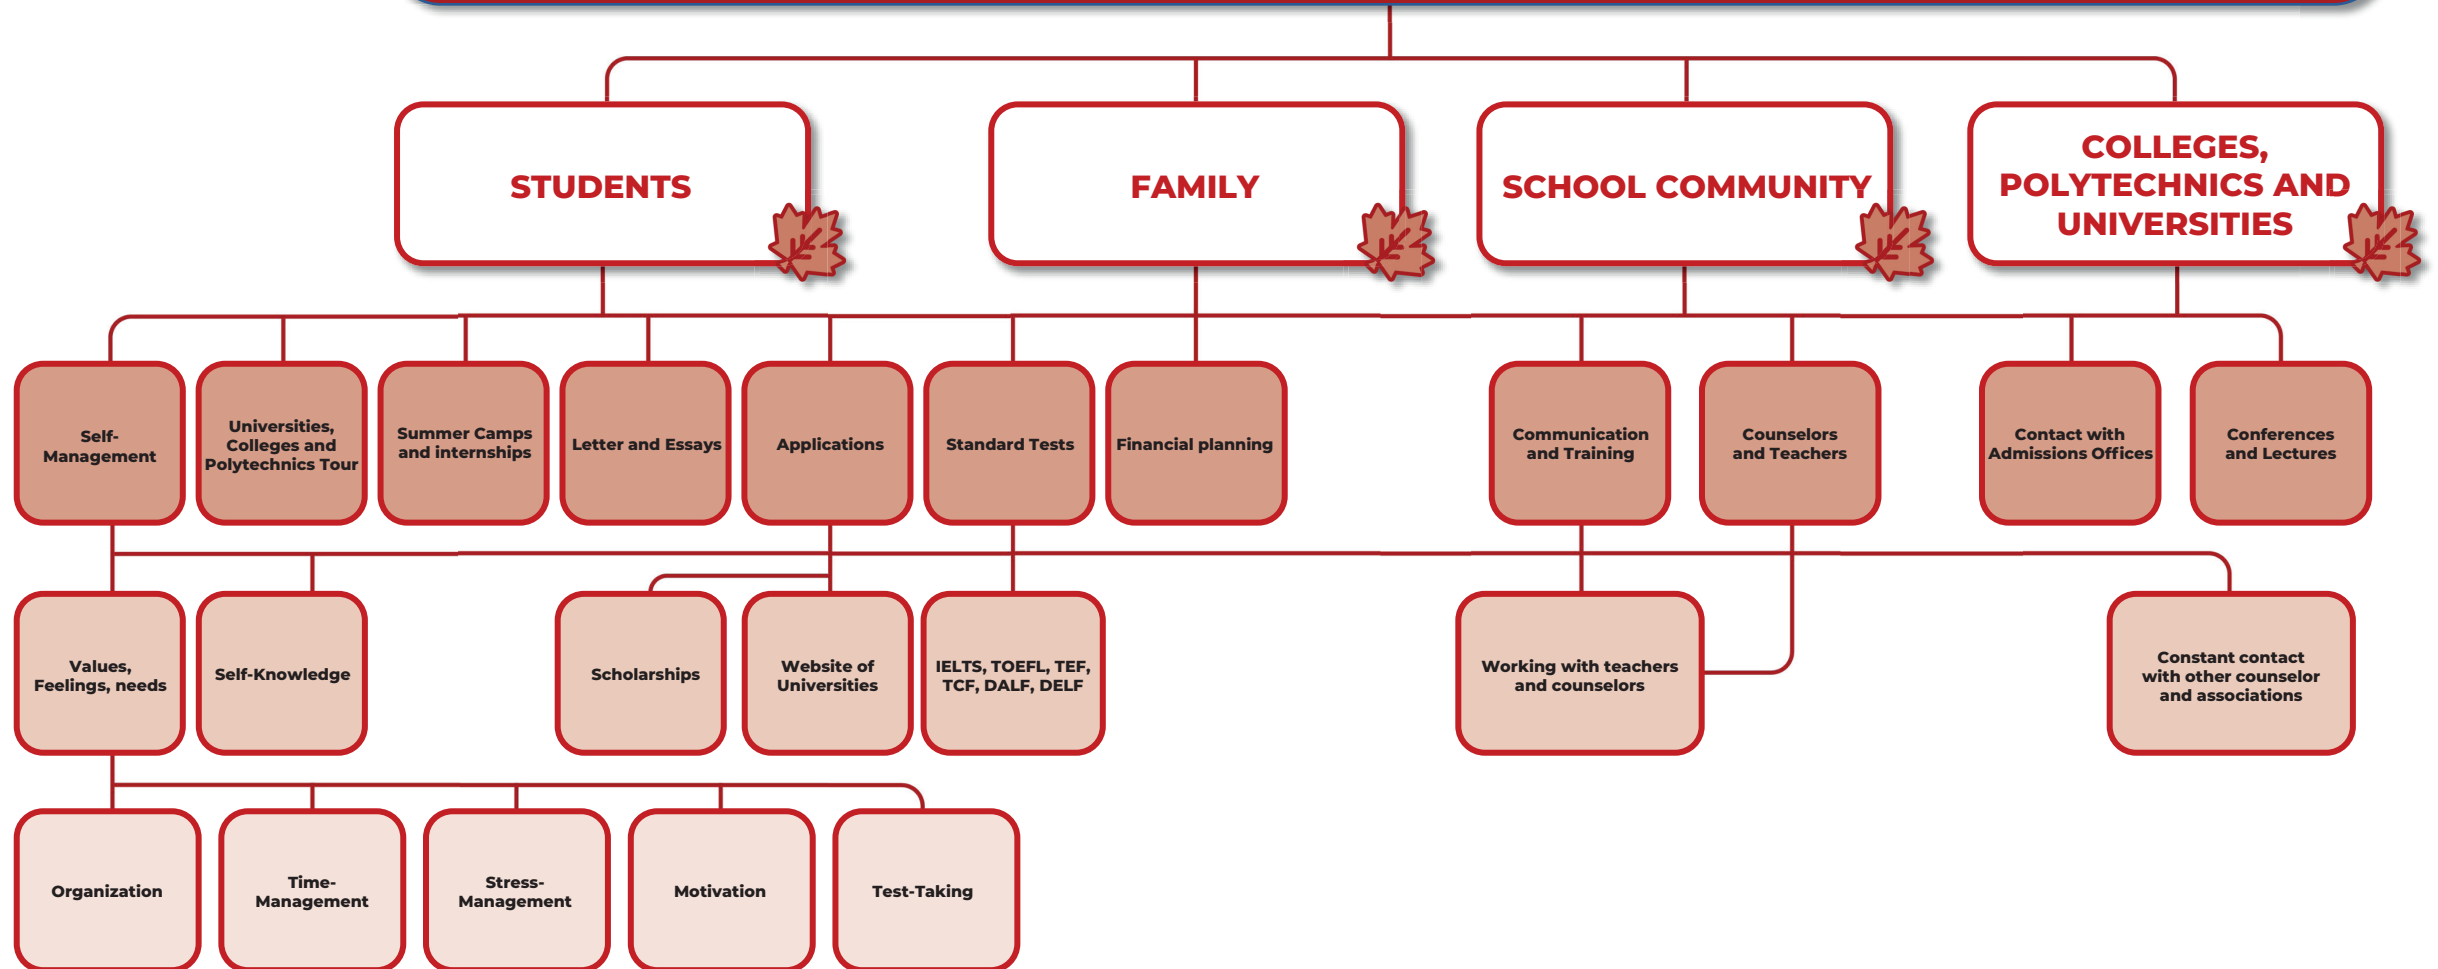 STUDENTS
FAMILY
SCHOOL COMMUNITY
COLLEGES,
POLYTECHNICS AND
UNIVERSITIES
Self-
Management
Universities,
Colleges and
Polytechnics Tour
Summer Camps
and internships
Letter and Essays
Applications
Standard Tests
Financial planning
Communication
and Training
Counselors
and Teachers
Contact with
Admissions Offices
Conferences
and Lectures
Values,
Feelings, needs
Self-Knowledge
Scholarships
Website of
Universities
IELTS, TOEFL, TEF,
TCF, DALF, DELF
Working with teachers
and counselors
Constant contact
with other counselor
and associations
Organization
Time-
Management
Stress-
Management
Motivation
Test-Taking